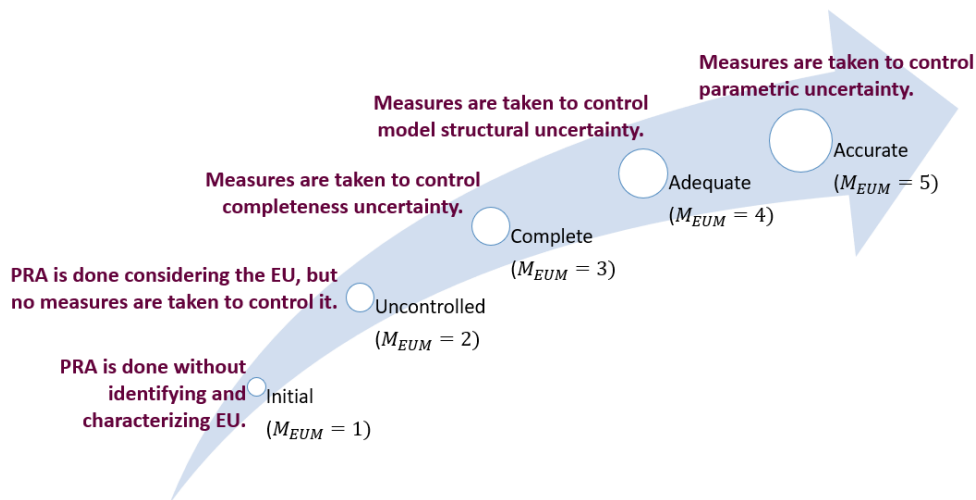 Measures are taken to control
parametric uncertainty.
Accurate
(M_EUM = 5)
Measures are taken to control
model structural uncertainty.
Adequate
(M_EUM = 4)
Measures are taken to control
completeness uncertainty.
Complete
(M_EUM = 3)
PRA is done considering the EU, but
no measures are taken to control it.
Uncontrolled
(M_EUM = 2)
PRA is done without
identifying and
characterizing EU.
Initial
(M_EUM = 1)